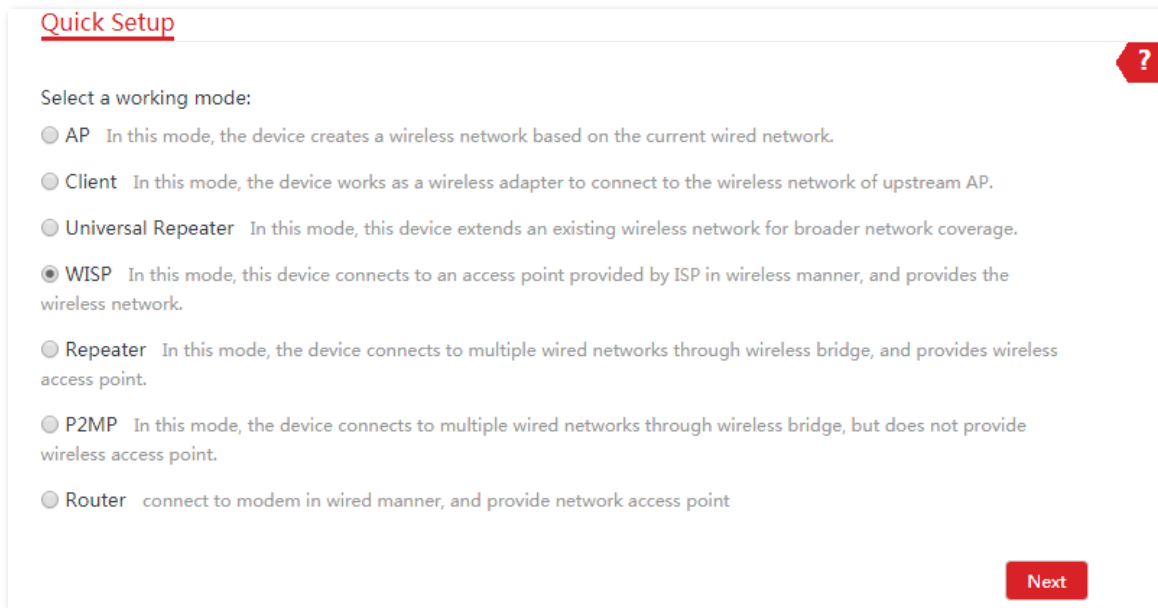 Quick Setup
?
Select a working mode:
AP In this mode, the device creates a wireless network based on the current wired network.
Client In this mode, the device works as a wireless adapter to connect to the wireless network of upstream AP.
Universal Repeater In this mode, this device extends an existing wireless network for broader network coverage.
WISP In this mode, this device connects to an access point provided by ISP in wireless manner, and provides the
wireless network.
Repeater In this mode, the device connects to multiple wired networks through wireless bridge, and provides wireless
access point.
P2MP In this mode, the device connects to multiple wired networks through wireless bridge, but does not provide
wireless access point.
Router connect to modem in wired manner, and provide network access point
Next